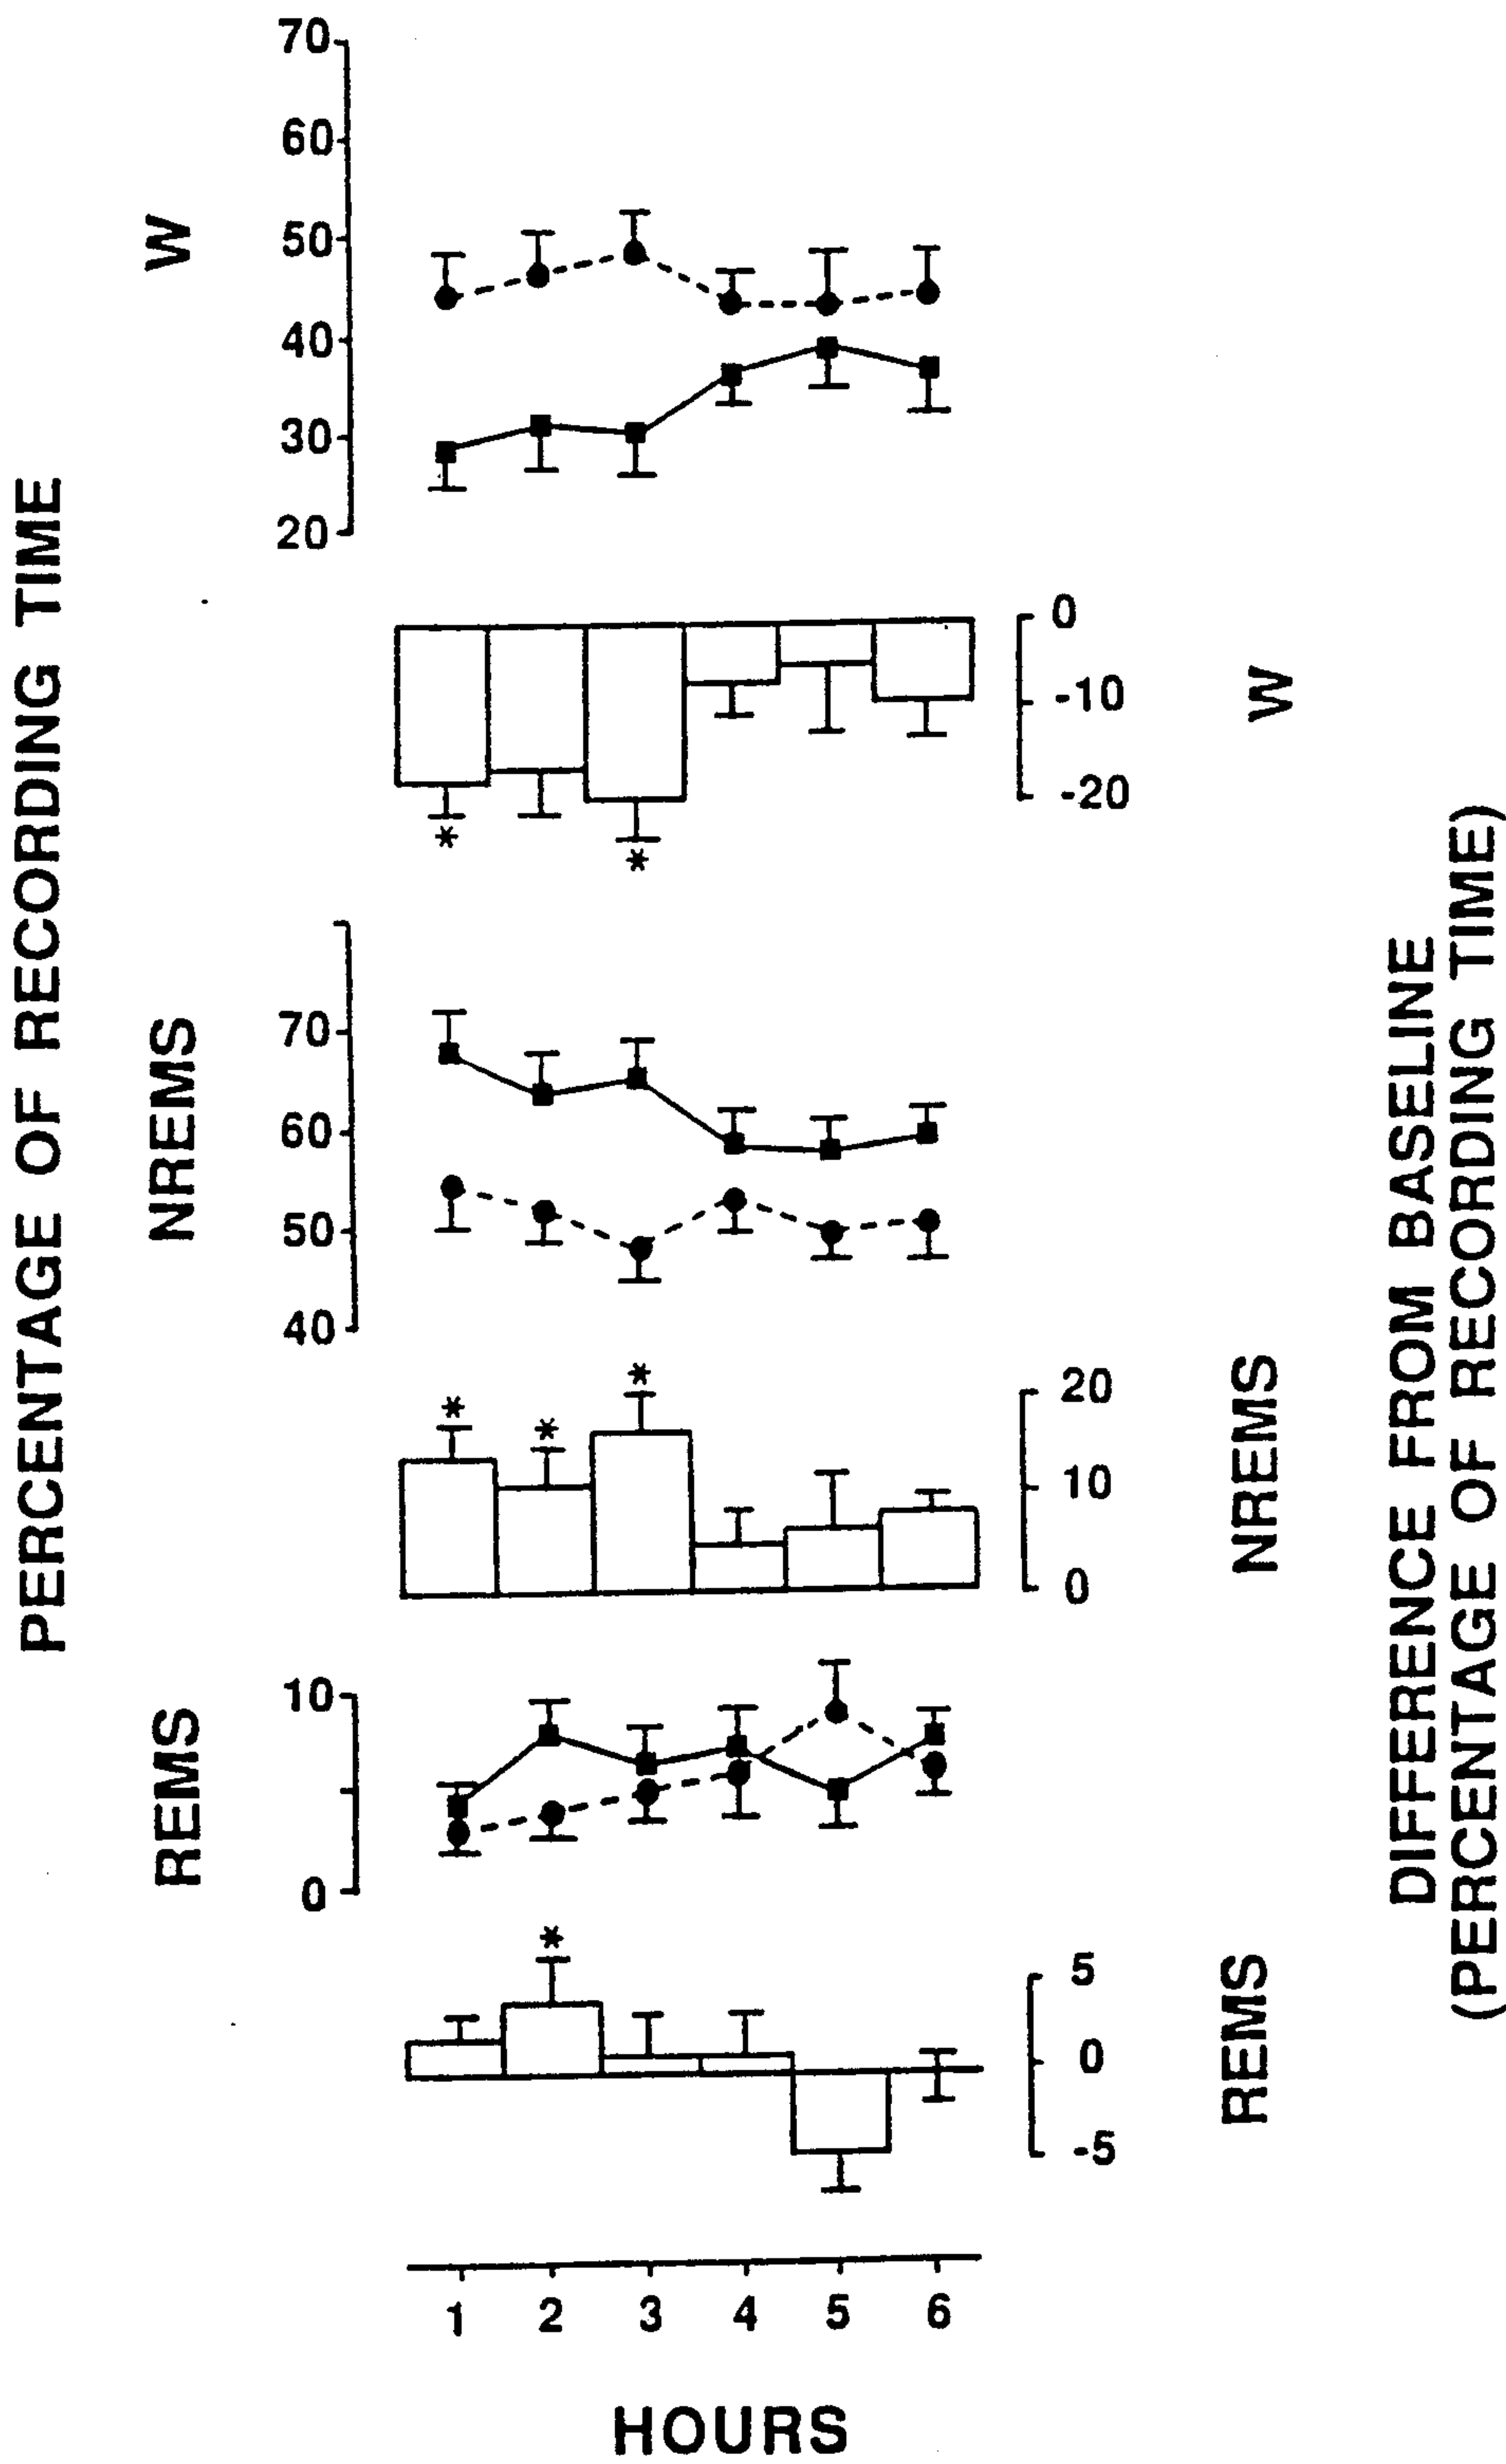 PERCENTAGE OF RECORDING TIME
W
70
60
50
40
30
20
0
-10
-20
W
*
*
NREMS
70
60
50
40
*
*
*
20
10
0
NREMS
REMS
10
0
*
5
0
-5
REMS
DIFFERENCE FROM BASELINE
(PERCENTAGE OF RECORDING TIME)
1 2 3 4 5 6
HOURS